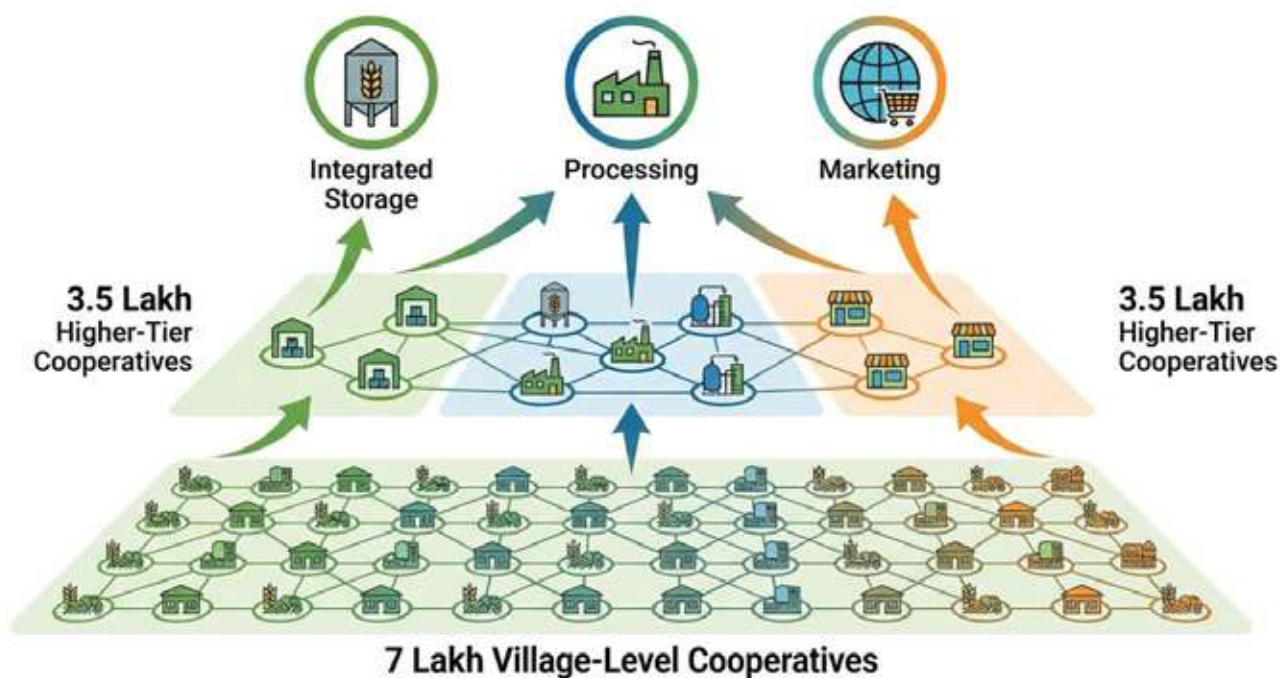 Integrated
Storage
Processing
Marketing
3.5 Lakh
Higher-Tier
Cooperatives
3.5 Lakh
Higher-Tier
Cooperatives
7 Lakh Village-Level Cooperatives